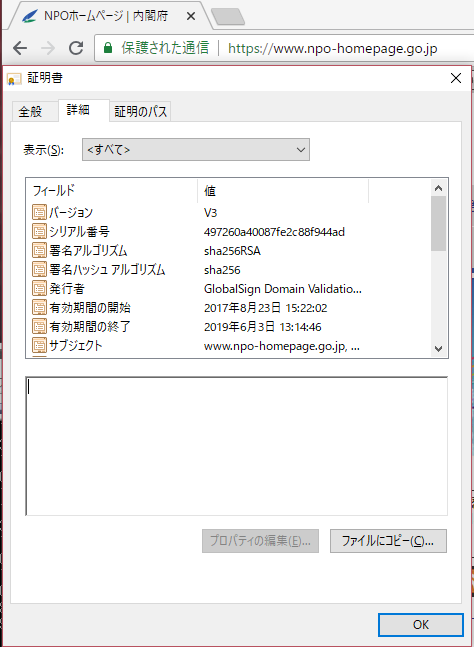 NPOホームページ | 内閣府
保護された通信 | https://www.npo-homepage.go.jp
証明書
全般 詳細 証明のパス
表示(S): <すべて>
フィールド 値
バージョン V3
シリアル番号 497260a40087fe2c88f944ad
署名アルゴリズム sha256RSA
署名ハッシュ アルゴリズム sha256
発行者 GlobalSign Domain Validatio...
有効期間の開始 2017年8月23日 15:22:02
有効期間の終了 2019年6月3日 13:14:46
サブジェクト www.npo-homepage.go.jp, ...
プロパティの編集(E)... ファイルにコピー(C)...
OK